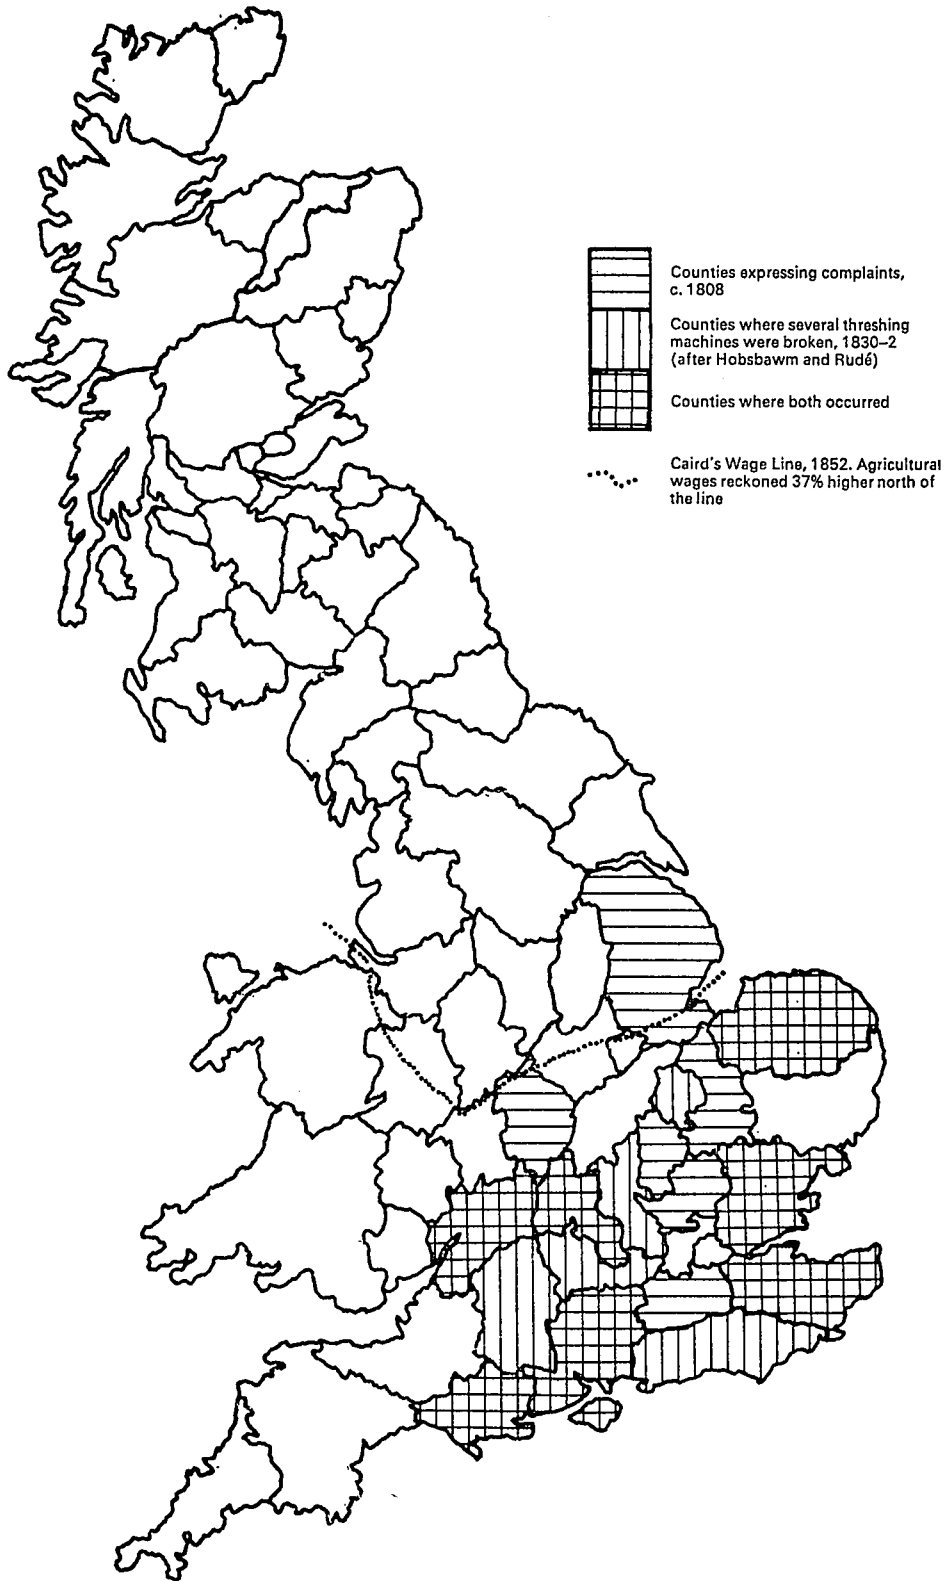 Counties expressing complaints,
c. 1808
Counties where several threshing
machines were broken, 1830–2
(after Hobsbawm and Rudé)
Counties where both occurred
Caird's Wage Line, 1852. Agricultural
wages reckoned 37% higher north of
the line